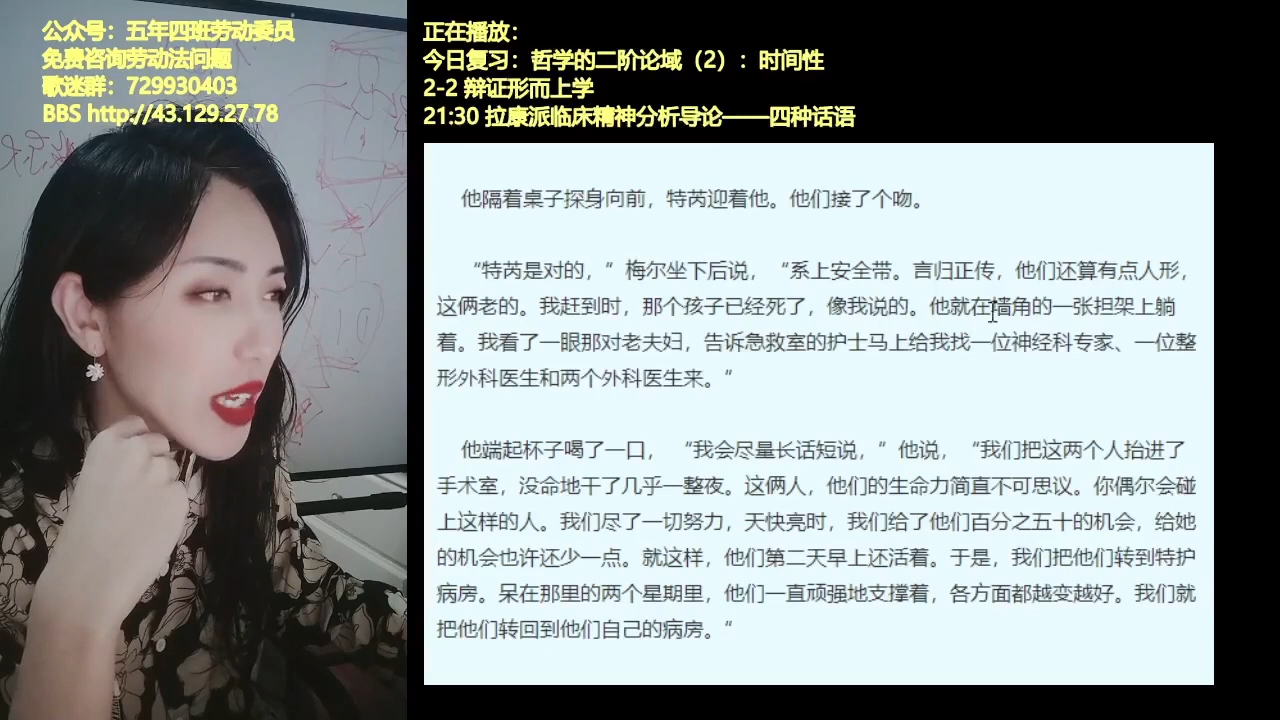 公众号：五年四班劳动委员
免费咨询劳动法问题
歌迷群：729930403
BBS http://43.129.27.78
正在播放：
今日复习：哲学的二阶论域（2）：时间性
2-2 辩证形而上学
21:30 拉康派临床精神分析导论——四种话语
他隔着桌子探身向前，特芮迎着他。他们接了个吻。
“特芮是对的，”梅尔坐下后说，“系上安全带。言归正传，他们还算有点人形，
这俩老的。我赶到时，那个孩子已经死了，像我说的。他就在墙角的一张担架上躺
着。我看了一眼那对老夫妇，告诉急救室的护士马上给我找一位神经科专家、一位整
形外科医生和两个外科医生来。”
他端起杯子喝了一口，“我会尽量长话短说，”他说，“我们把这两个人抬进了
手术室，没命地干了几乎一整夜。这俩人，他们的生命力简直不可思议。你偶尔会碰
上这样的人。我们尽了一切努力，天快亮时，我们给了他们百分之五十的机会，给她
的机会也许还少一点。就这样，他们第二天早上还活着。于是，我们把他们转到特护
病房。呆在那里的两个星期里，他们一直顽强地支撑着，各方面都越变越好。我们就
把他们转回到他们自己的病房。”